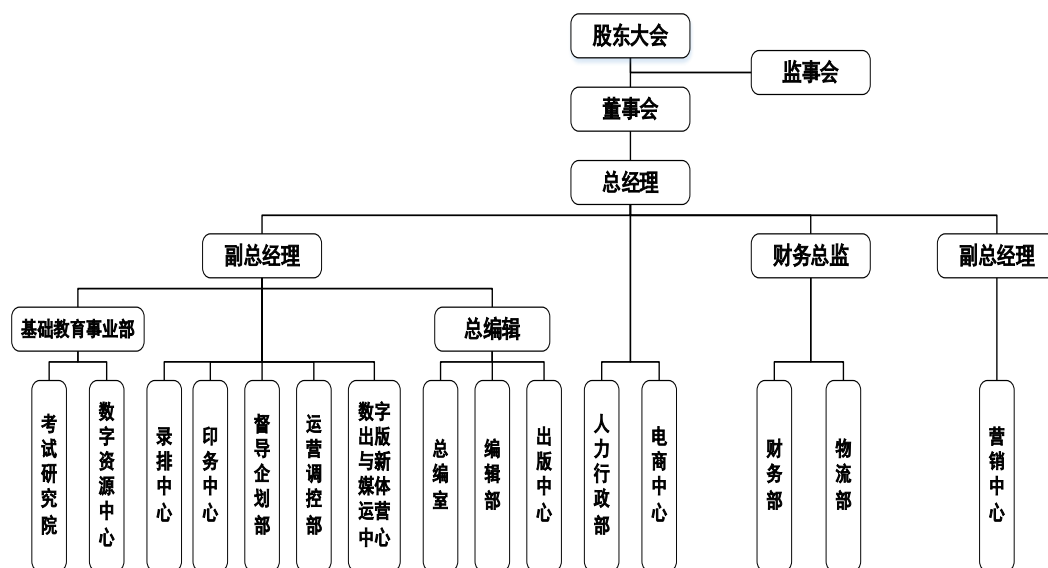 股东大会
监事会
董事会
总经理
副总经理
财务总监
副总经理
基础教育事业部
总编辑
考试研究院
数字资源中心
录排中心
印务中心
督导企划部
运营调控部
数字出版与新媒体运营中心
总编室
编辑部
出版中心
人力行政部
电商中心
财务部
物流部
营销中心